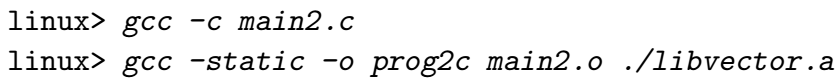 linux> gcc -c main2.c
linux> gcc -static -o prog2c main2.o ./libvector.a